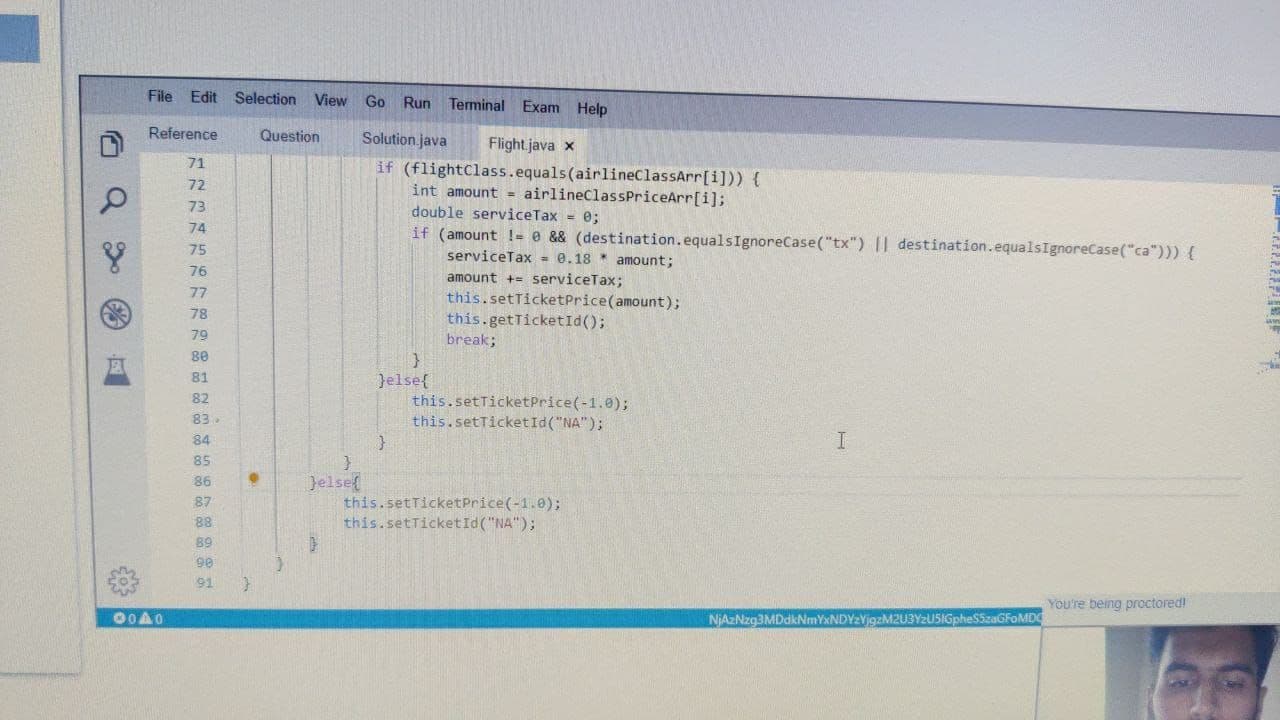 File Edit Selection View Go Run Terminal Exam Help
Reference Question Solution.java Flight.java ×
71 if (flightClass.equals(airlineClassArr[i])) {
72 int amount = airlineClassPriceArr[i];
73 double serviceTax = 0;
74 if (amount != 0 && (destination.equalsIgnoreCase("tx") || destination.equalsIgnoreCase("ca"))) {
75 serviceTax = 0.18 * amount;
76 amount += serviceTax;
77 this.setTicketPrice(amount);
78 this.getTicketId();
79 break;
80 }
81 }else{
82 this.setTicketPrice(-1.0);
83 this.setTicketId("NA");
84 }
85 }
86 }else{
87 this.setTicketPrice(-1.0);
88 this.setTicketId("NA");
89 }
90 }
91 }
0 0
You're being proctored!